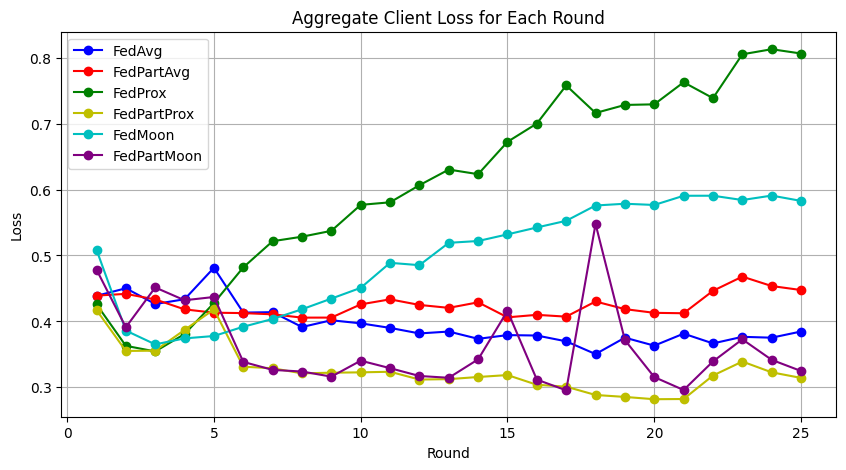 Aggregate Client Loss for Each Round
FedAvg
FedPartAvg
FedProx
FedPartProx
FedMoon
FedPartMoon
Loss
0.8
0.7
0.6
0.5
0.4
0.3
0 5 10 15 20 25
Round